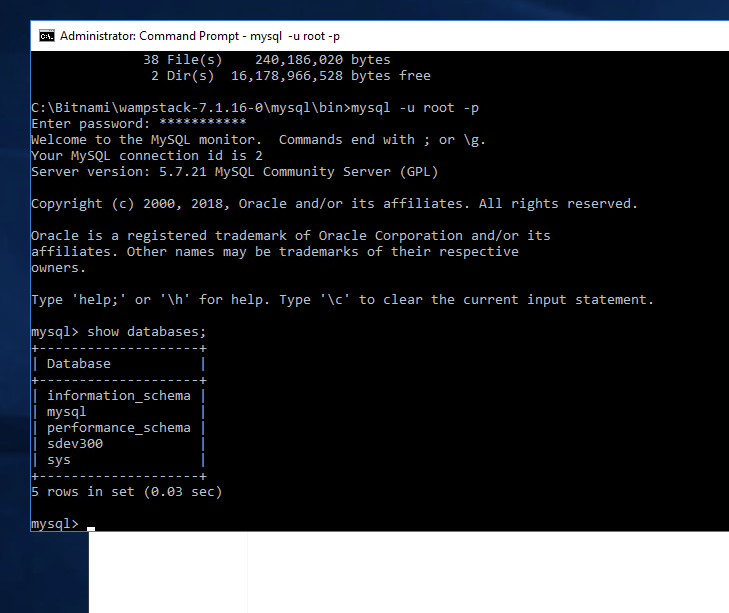 Administrator: Command Prompt - mysql  -u root -p
38 File(s)    240,186,020 bytes
2 Dir(s)  16,178,966,528 bytes free
C:\Bitnami\wampstack-7.1.16-0\mysql\bin>mysql -u root -p
Enter password: ***********
Welcome to the MySQL monitor.  Commands end with ; or \g.
Your MySQL connection id is 2
Server version: 5.7.21 MySQL Community Server (GPL)
Copyright (c) 2000, 2018, Oracle and/or its affiliates. All rights reserved.
Oracle is a registered trademark of Oracle Corporation and/or its
affiliates. Other names may be trademarks of their respective
owners.
Type 'help;' or '\h' for help. Type '\c' to clear the current input statement.
mysql> show databases;
+--------------------+
| Database           |
+--------------------+
| information_schema |
| mysql              |
| performance_schema |
| sdev300            |
| sys                |
+--------------------+
5 rows in set (0.03 sec)
mysql>